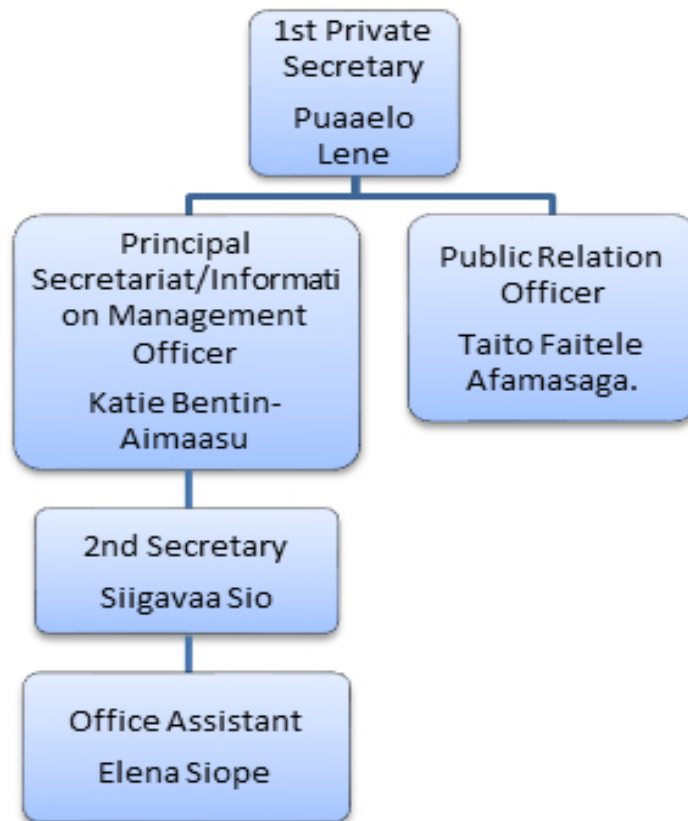 1st Private
Secretary
Puaaelo
Lene
Principal
Secretariat/Informati
on Management
Officer
Katie Bentin-
Aimaasu
Public Relation
Officer
Taito Faitele
Afamasaga.
2nd Secretary
Siigavaa Sio
Office Assistant
Elena Siope